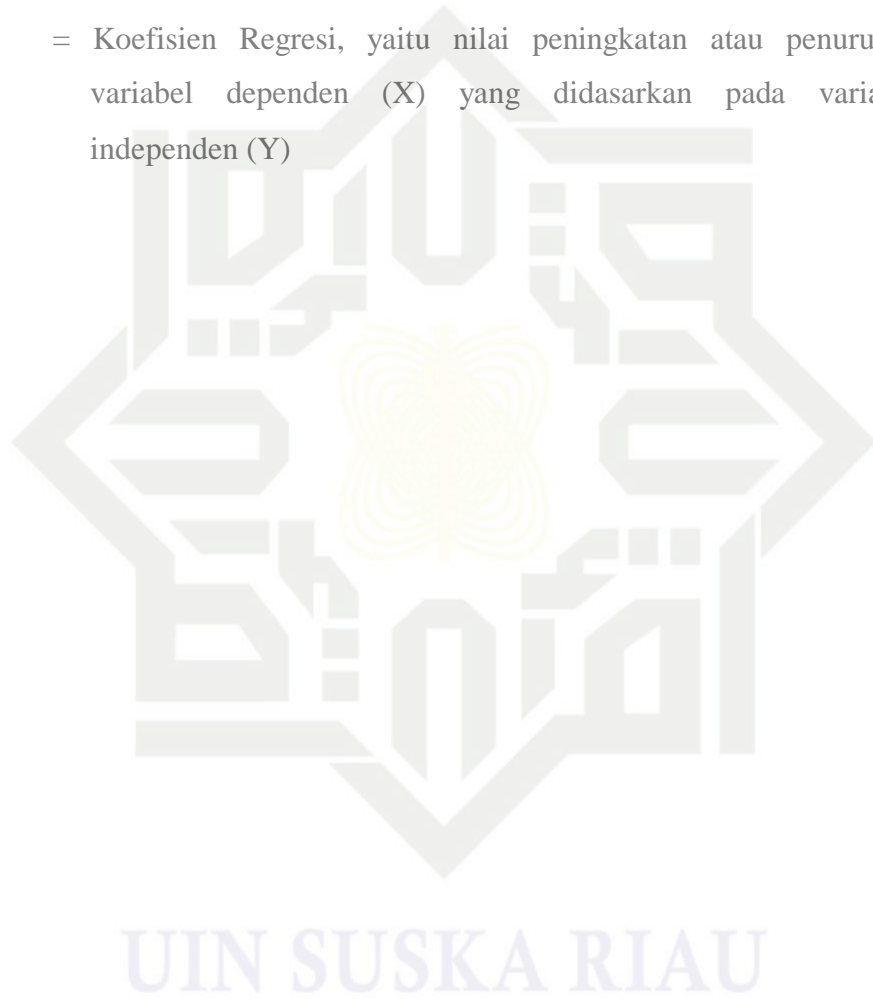 = Koefisien Regresi, yaitu nilai peningkatan atau penuru
variabel dependen (X) yang didasarkan pada varia
independen (Y)
UIN SUSKA RIAU